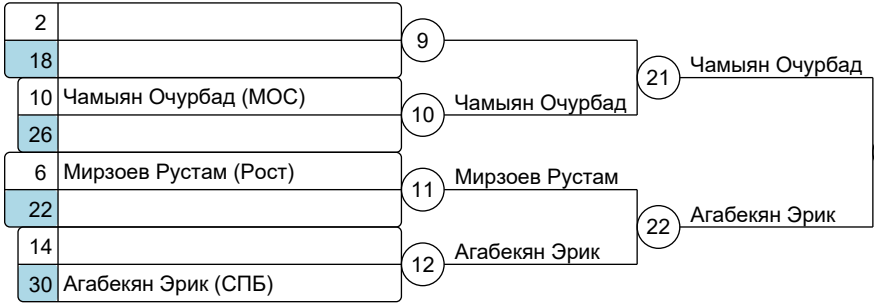 2
9
18
21 Чамыян Очурбад
10 Чамыян Очурбад (МОС)
10 Чамыян Очурбад
26
6 Мирзоев Рустам (Рост)
11 Мирзоев Рустам
22
22 Агабекян Эрик
14
12 Агабекян Эрик
30 Агабекян Эрик (СПБ)